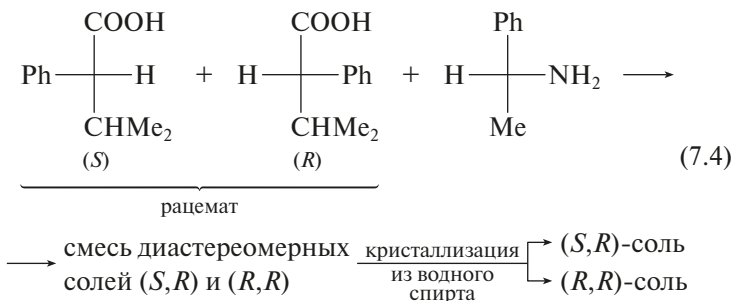 COOH COOH Ph
Ph H + H Ph + H NH₂ ⟶
CHMe₂ CHMe₂ Me
(S) (R)
(7.4)
рацемат
⟶ смесь диастереомерных кристаллизация (S,R)-соль
солей (S,R) и (R,R) из водного (R,R)-соль
спирта